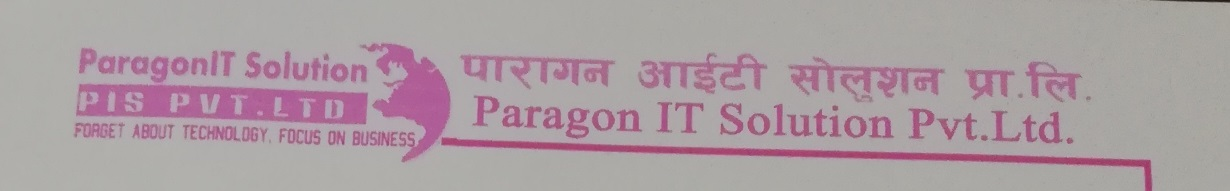 ParagonIT Solution
PIS PVT.LTD
FORGET ABOUT TECHNOLOGY, FOCUS ON BUSINESS
पारागन आईटी सोलुशन प्रा.लि.
Paragon IT Solution Pvt.Ltd.